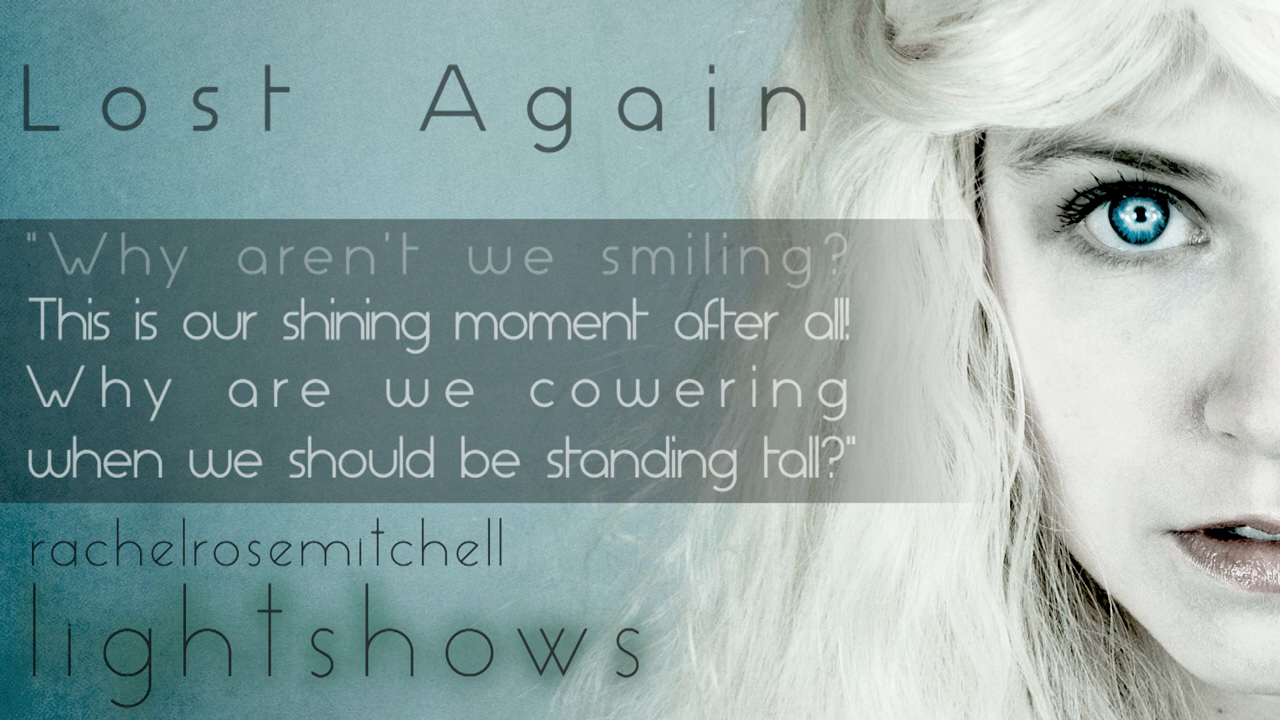 Lost Again
"Why aren't we smiling?
This is our shining moment after all!
Why are we cowering
when we should be standing tall?"
rachelrosemitchell
lightshows